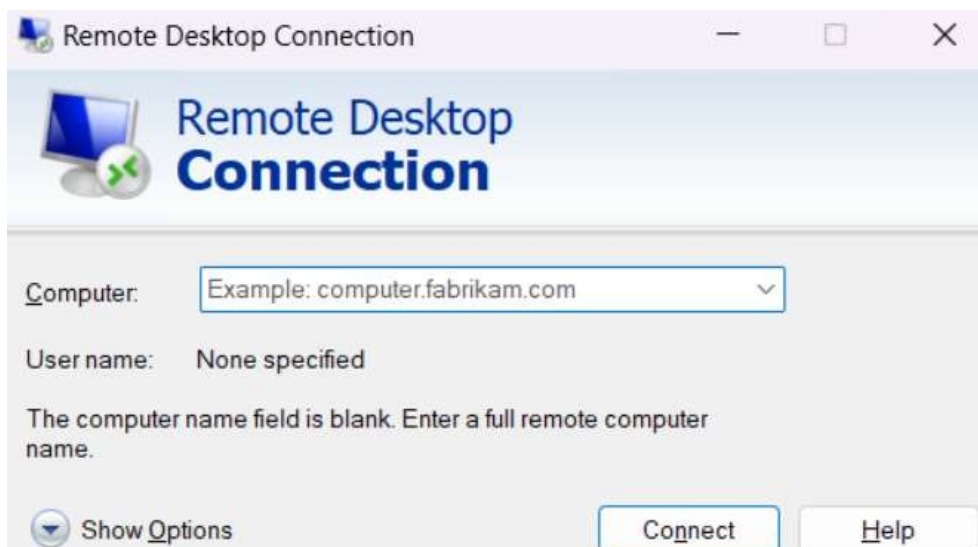 Remote Desktop Connection
Remote Desktop
Connection
Computer: Example: computer.fabrikam.com
User name: None specified
The computer name field is blank. Enter a full remote computer
name.
Show Options Connect Help